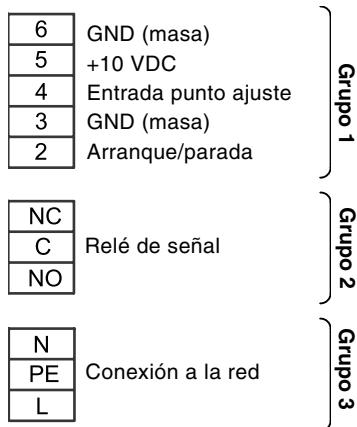 6 GND (masa)
5 +10 VDC
4 Entrada punto ajuste
3 GND (masa)
2 Arranque/parada
Grupo 1
NC
C Relé de señal
NO
Grupo 2
N
PE Conexión a la red
L
Grupo 3